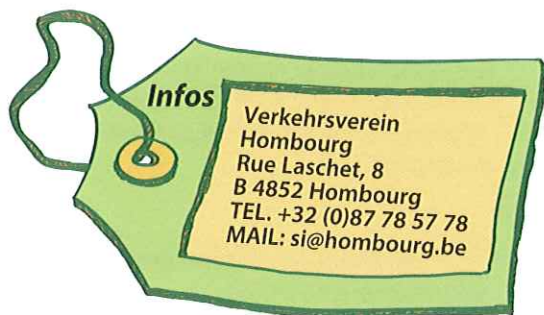 Infos
Verkehrsverein
Hombourg
Rue Laschet, 8
B 4852 Hombourg
TEL. +32 (0)87 78 57 78
MAIL: si@hombourg.be